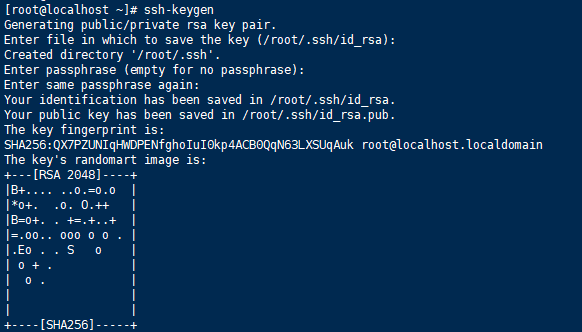 [root@localhost ~]# ssh-keygen
Generating public/private rsa key pair.
Enter file in which to save the key (/root/.ssh/id_rsa):
Created directory '/root/.ssh'.
Enter passphrase (empty for no passphrase):
Enter same passphrase again:
Your identification has been saved in /root/.ssh/id_rsa.
Your public key has been saved in /root/.ssh/id_rsa.pub.
The key fingerprint is:
SHA256:QX7PZUNIqHWDPENfghoIuI0kp4ACB0QqN63LXSUqAuk root@localhost.localdomain
The key's randomart image is:
+---[RSA 2048]----+
|B+.... ..o.=o.o  |
|*o+.  .o. O.++   |
|B=o+. . +=.+..+  |
|=.oo.. ooo o o . |
|.Eo . . S   o    |
| o + .           |
|  o .            |
|                 |
|                 |
+----[SHA256]-----+